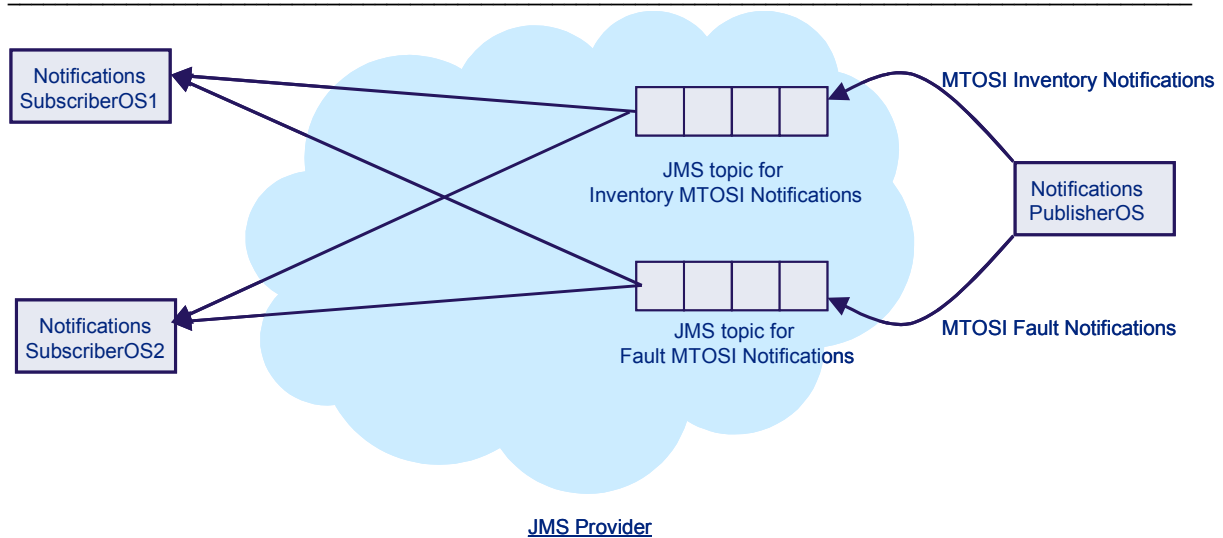 Notifications
SubscriberOS1
MTOSI Inventory Notifications
JMS topic for
Inventory MTOSI Notifications
Notifications
PublisherOS
Notifications
SubscriberOS2
JMS topic for
Fault MTOSI Notifications
MTOSI Fault Notifications
JMS Provider